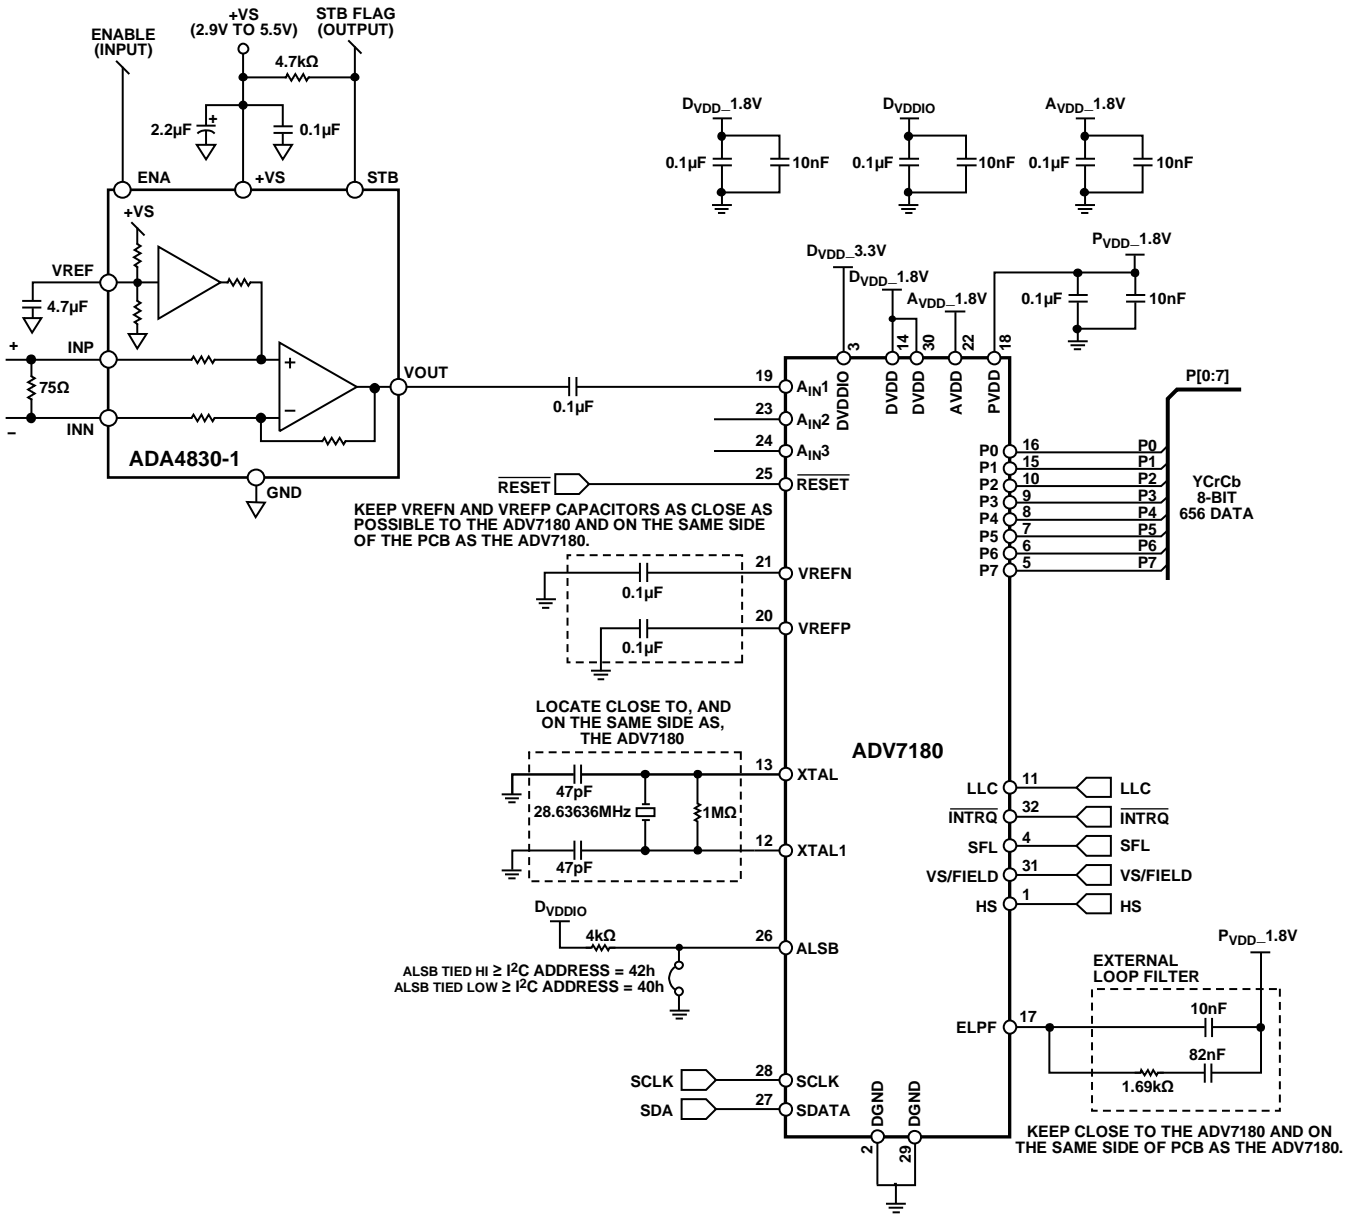 ENABLE
(INPUT)
+VS
(2.9V TO 5.5V)
STB FLAG
(OUTPUT)
4.7kΩ
2.2µF
+
0.1µF
ENA
+VS
STB
+VS
VREF
4.7µF
+
INP
75Ω
INN
–
+
–
VOUT
ADA4830-1
GND
0.1µF
DVDD_1.8V
0.1µF
10nF
DVDDIO
0.1µF
10nF
AVDD_1.8V
0.1µF
10nF
PVDD_1.8V
0.1µF
10nF
DVDD_3.3V
DVDD_1.8V
AVDD_1.8V
3
14
30
22
18
DVDDIO
DVDD
DVDD
AVDD
PVDD
19
AIN1
23
AIN2
24
AIN3
25
RESET
RESET
KEEP VREFN AND VREFP CAPACITORS AS CLOSE AS
POSSIBLE TO THE ADV7180 AND ON THE SAME SIDE
OF THE PCB AS THE ADV7180.
21
VREFN
0.1µF
20
VREFP
0.1µF
LOCATE CLOSE TO, AND
ON THE SAME SIDE AS,
THE ADV7180
13
XTAL
47pF
28.63636MHz
1MΩ
12
XTAL1
47pF
DVDDIO
4kΩ
26
ALSB
ALSB TIED HI ≥ I2C ADDRESS = 42h
ALSB TIED LOW ≥ I2C ADDRESS = 40h
SCLK
28
SCLK
SDA
27
SDATA
ADV7180
DGND
DGND
2
29
P[0:7]
P0 16 P0
P1 15 P1
P2 10 P2
P3 9 P3
P4 8 P4
P5 7 P5
P6 6 P6
P7 5 P7
YCrCb
8-BIT
656 DATA
LLC 11 LLC
INTRQ 32 INTRQ
SFL 4 SFL
VS/FIELD 31 VS/FIELD
HS 1 HS
PVDD_1.8V
EXTERNAL
LOOP FILTER
ELPF 17
10nF
82nF
1.69kΩ
KEEP CLOSE TO THE ADV7180 AND ON
THE SAME SIDE OF PCB AS THE ADV7180.